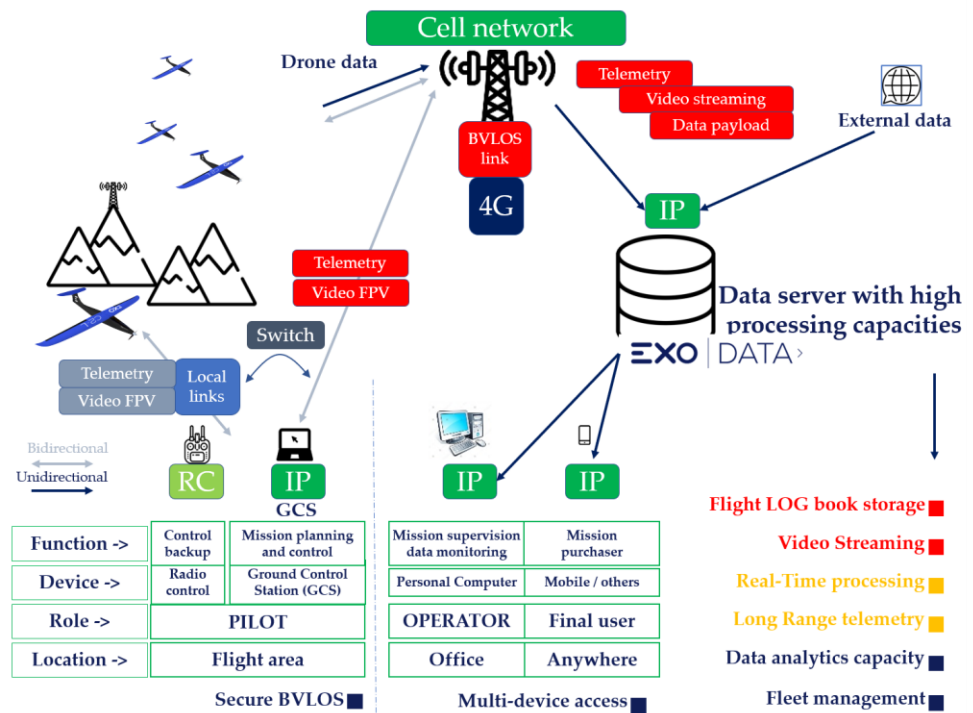 Cell network
Drone data
Telemetry
Video streaming
Data payload
External data
BVLOS
link
4G
IP
Telemetry
Video FPV
Data server with high
processing capacities
EXO | DATA >
Switch
Telemetry
Video FPV
Local
links
Bidirectional
Unidirectional
RC
IP
GCS
IP
IP
Function ->
Control
backup
Mission planning
and control
Mission supervision
data monitoring
Mission
purchaser
Device ->
Radio
control
Ground Control
Station (GCS)
Personal Computer
Mobile / others
Role ->
PILOT
OPERATOR
Final user
Location ->
Flight area
Office
Anywhere
Secure BVLOS
Multi-device access
Flight LOG book storage
Video Streaming
Real-Time processing
Long Range telemetry
Data analytics capacity
Fleet management